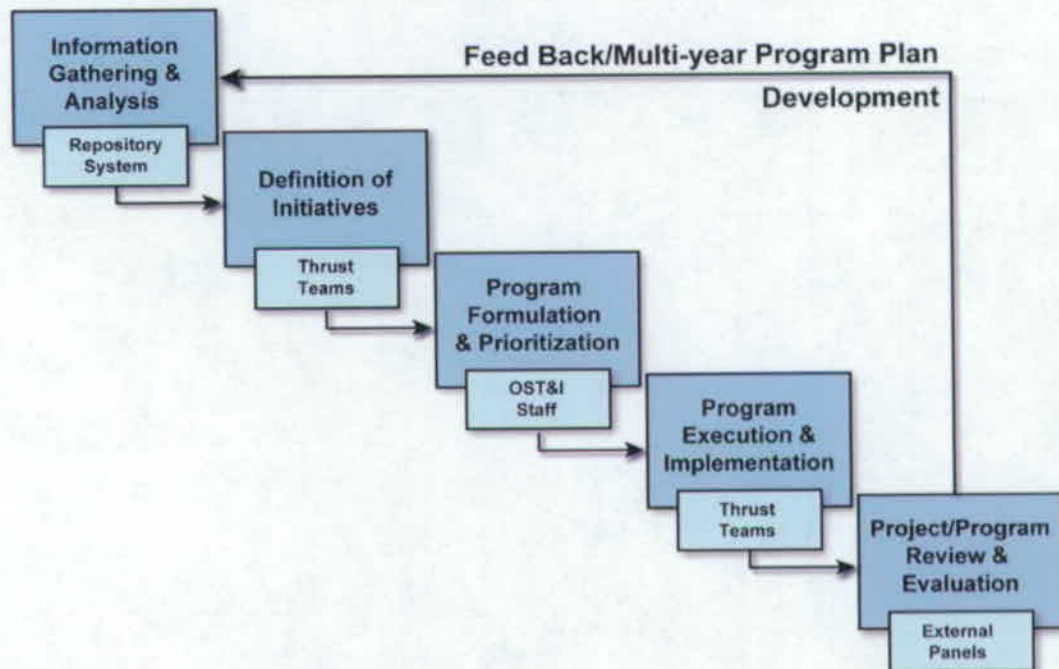 Information
Gathering &
Analysis
Repository
System
Feed Back/Multi-year Program Plan
Development
Definition of
Initiatives
Thrust
Teams
Program
Formulation
& Prioritization
OST&I
Staff
Program
Execution &
Implementation
Thrust
Teams
Project/Program
Review &
Evaluation
External
Panels